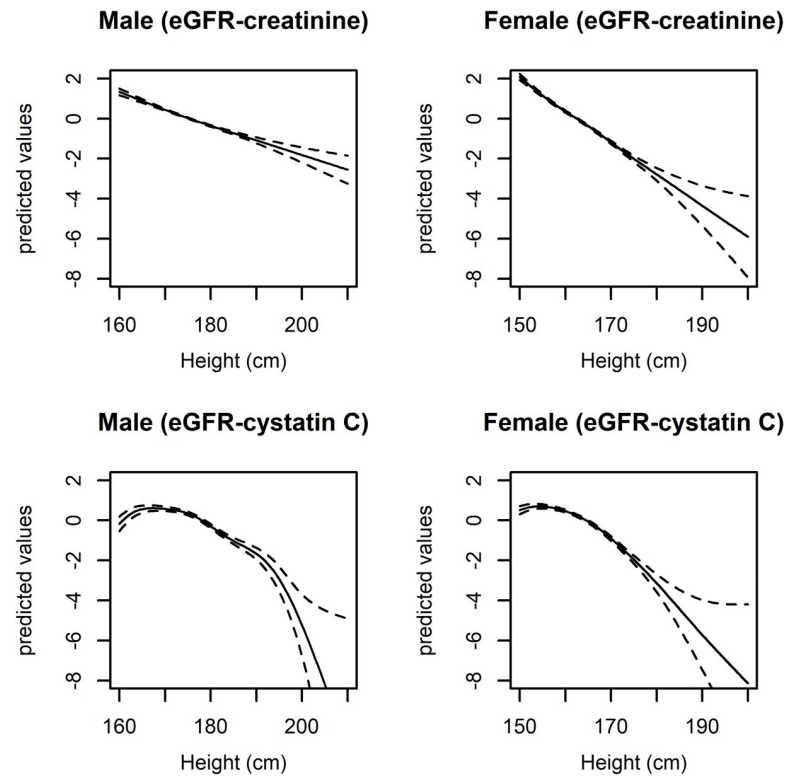 Male (eGFR-creatinine)
predicted values
2
0
-2
-4
-6
-8
160 180 200
Height (cm)
Female (eGFR-creatinine)
predicted values
2
0
-2
-4
-6
-8
150 170 190
Height (cm)
Male (eGFR-cystatin C)
predicted values
2
0
-2
-4
-6
-8
160 180 200
Height (cm)
Female (eGFR-cystatin C)
predicted values
2
0
-2
-4
-6
-8
150 170 190
Height (cm)